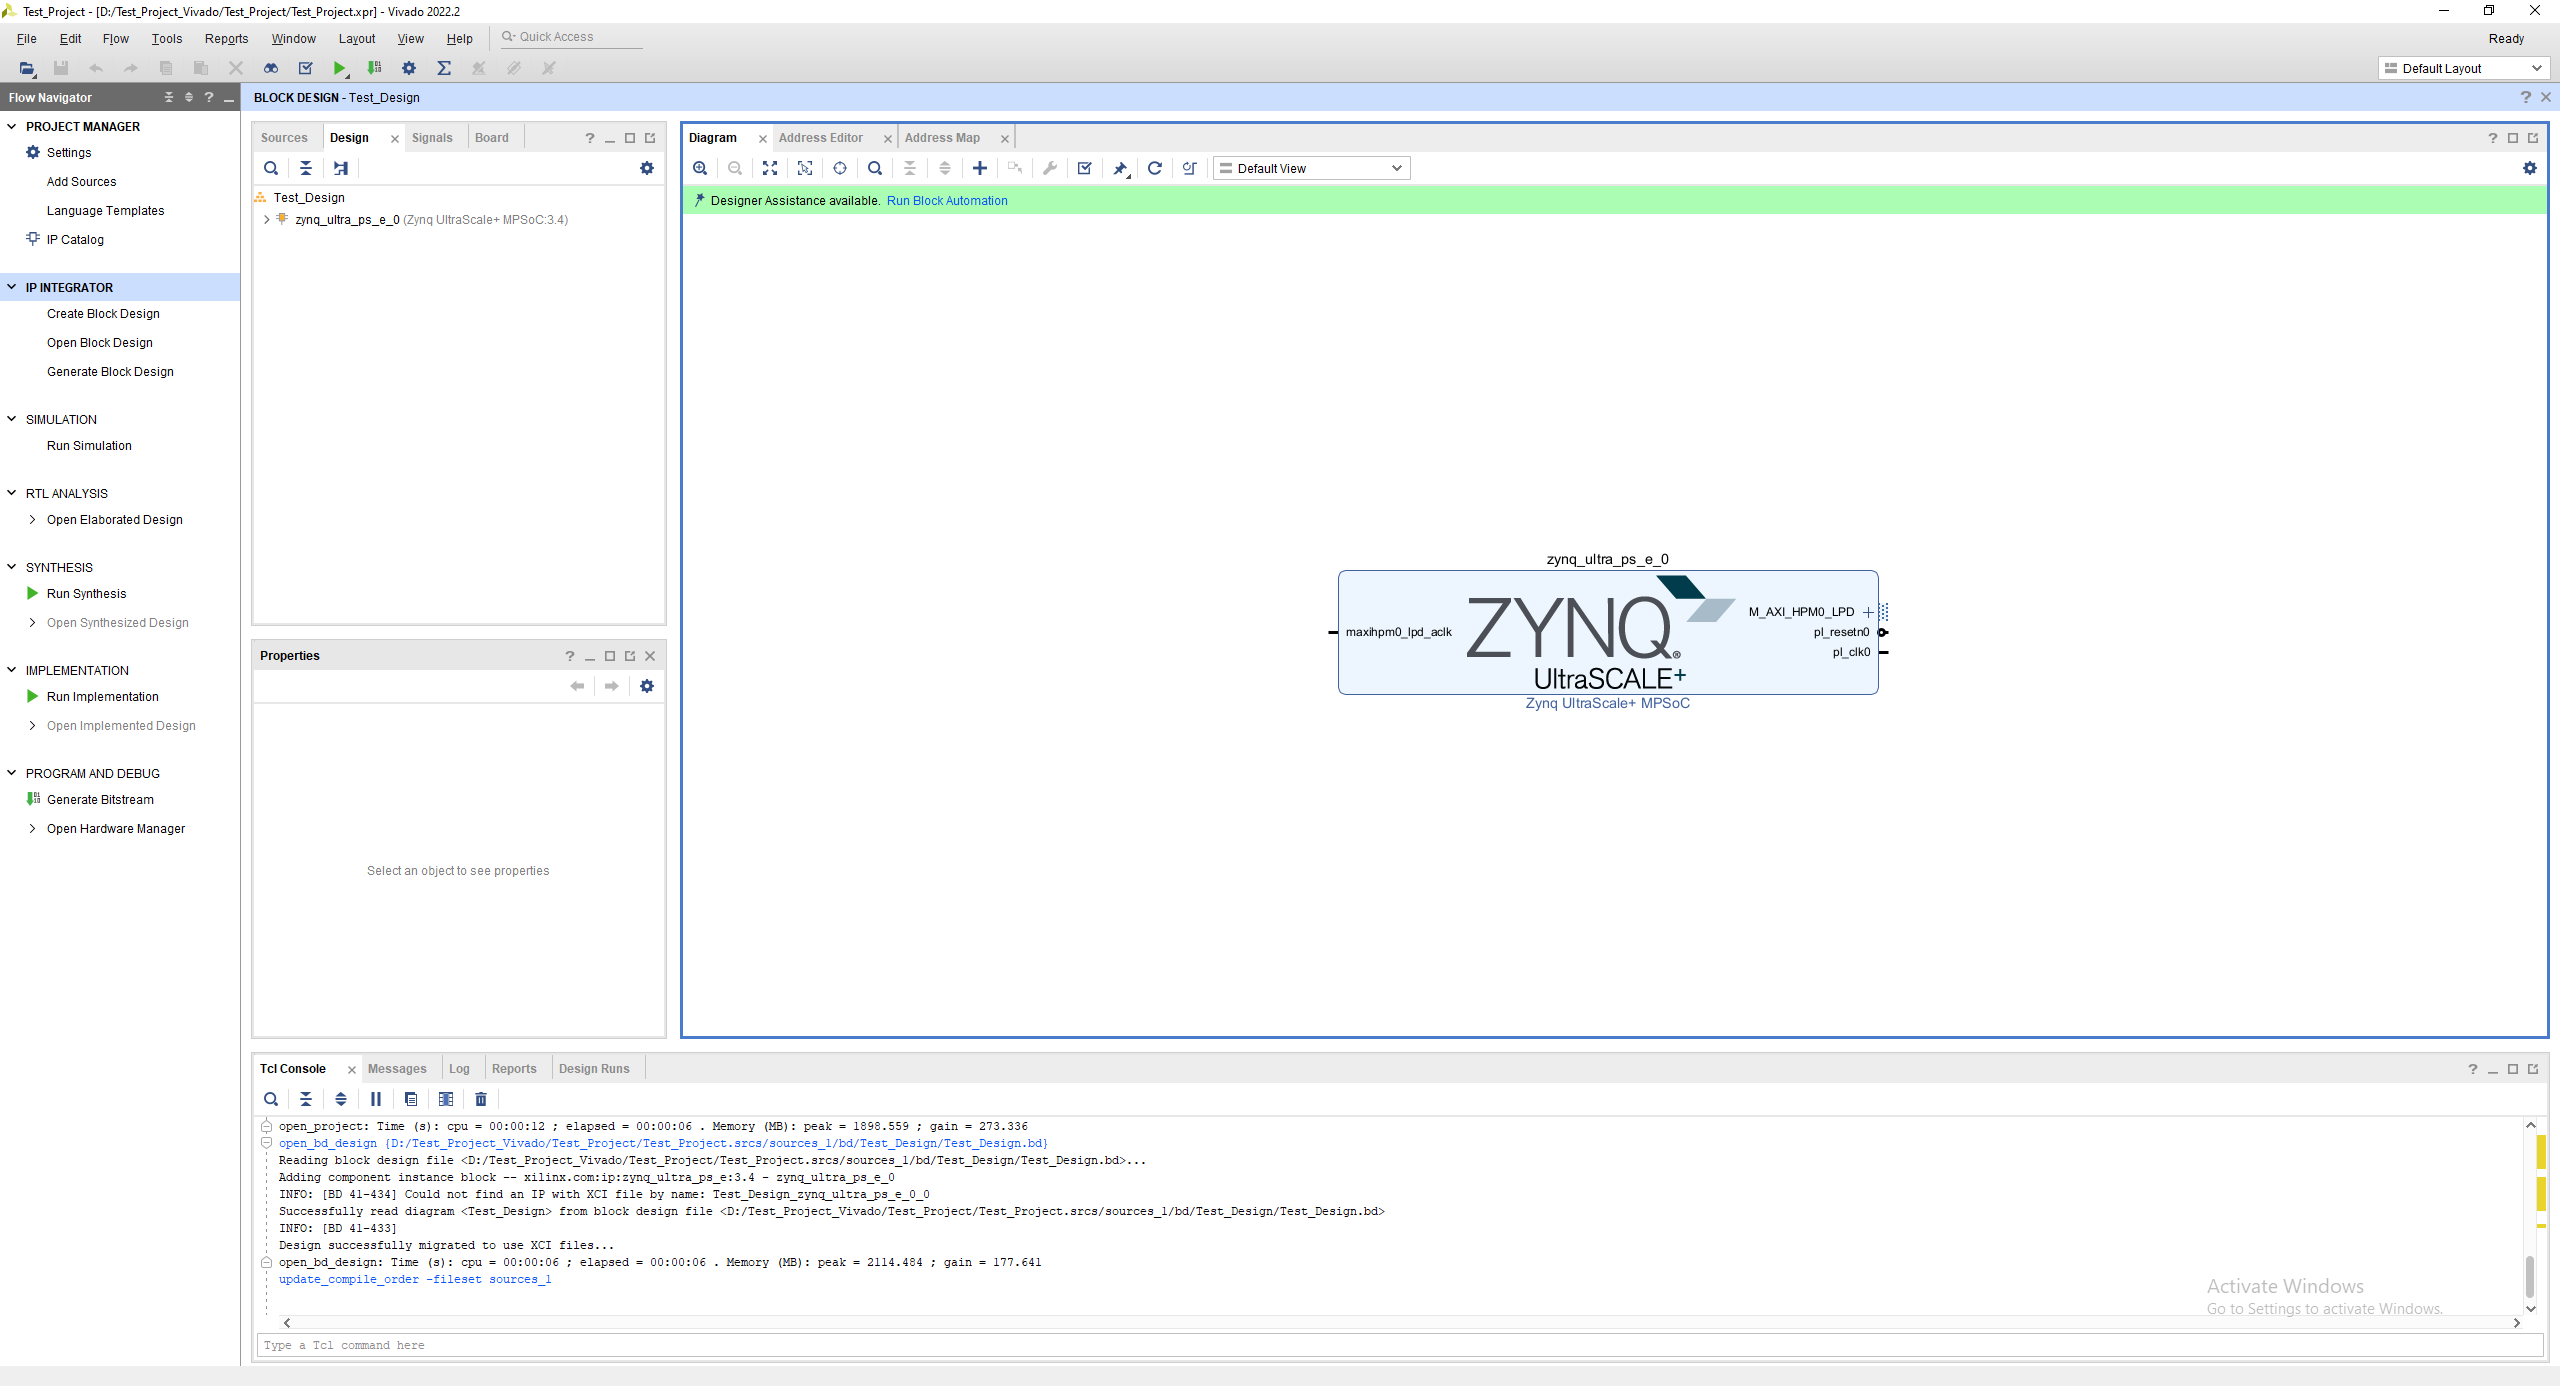 Test_Project - [D:/Test_Project_Vivado/Test_Project/Test_Project.xpr] - Vivado 2022.2
File Edit Flow Tools Reports Window Layout View Help Quick Access Ready
Default Layout
Flow Navigator ?
BLOCK DESIGN - Test_Design ?
PROJECT MANAGER
Settings
Add Sources
Language Templates
IP Catalog
IP INTEGRATOR
Create Block Design
Open Block Design
Generate Block Design
SIMULATION
Run Simulation
RTL ANALYSIS
Open Elaborated Design
SYNTHESIS
Run Synthesis
Open Synthesized Design
IMPLEMENTATION
Run Implementation
Open Implemented Design
PROGRAM AND DEBUG
Generate Bitstream
Open Hardware Manager
Sources Design Signals Board ?
Test_Design
zynq_ultra_ps_e_0 (Zynq UltraScale+ MPSoC:3.4)
Properties ?
Select an object to see properties
Diagram Address Editor Address Map ?
Default View
Designer Assistance available. Run Block Automation
zynq_ultra_ps_e_0
maxihpm0_lpd_aclk
ZYNQ®
UltraSCALE+
M_AXI_HPM0_LPD
pl_resetn0
pl_clk0
Zynq UltraScale+ MPSoC
Tcl Console Messages Log Reports Design Runs ?
open_project: Time (s): cpu = 00:00:12 ; elapsed = 00:00:06 . Memory (MB): peak = 1898.559 ; gain = 273.336
open_bd_design {D:/Test_Project_Vivado/Test_Project/Test_Project.srcs/sources_1/bd/Test_Design/Test_Design.bd}
Reading block design file <D:/Test_Project_Vivado/Test_Project/Test_Project.srcs/sources_1/bd/Test_Design/Test_Design.bd>...
Adding component instance block -- xilinx.com:ip:zynq_ultra_ps_e:3.4 - zynq_ultra_ps_e_0
INFO: [BD 41-434] Could not find an IP with XCI file by name: Test_Design_zynq_ultra_ps_e_0_0
Successfully read diagram <Test_Design> from block design file <D:/Test_Project_Vivado/Test_Project/Test_Project.srcs/sources_1/bd/Test_Design/Test_Design.bd>
INFO: [BD 41-433]
Design successfully migrated to use XCI files...
open_bd_design: Time (s): cpu = 00:00:06 ; elapsed = 00:00:06 . Memory (MB): peak = 2114.484 ; gain = 177.641
update_compile_order -fileset sources_1
Type a Tcl command here
Activate Windows
Go to Settings to activate Windows.